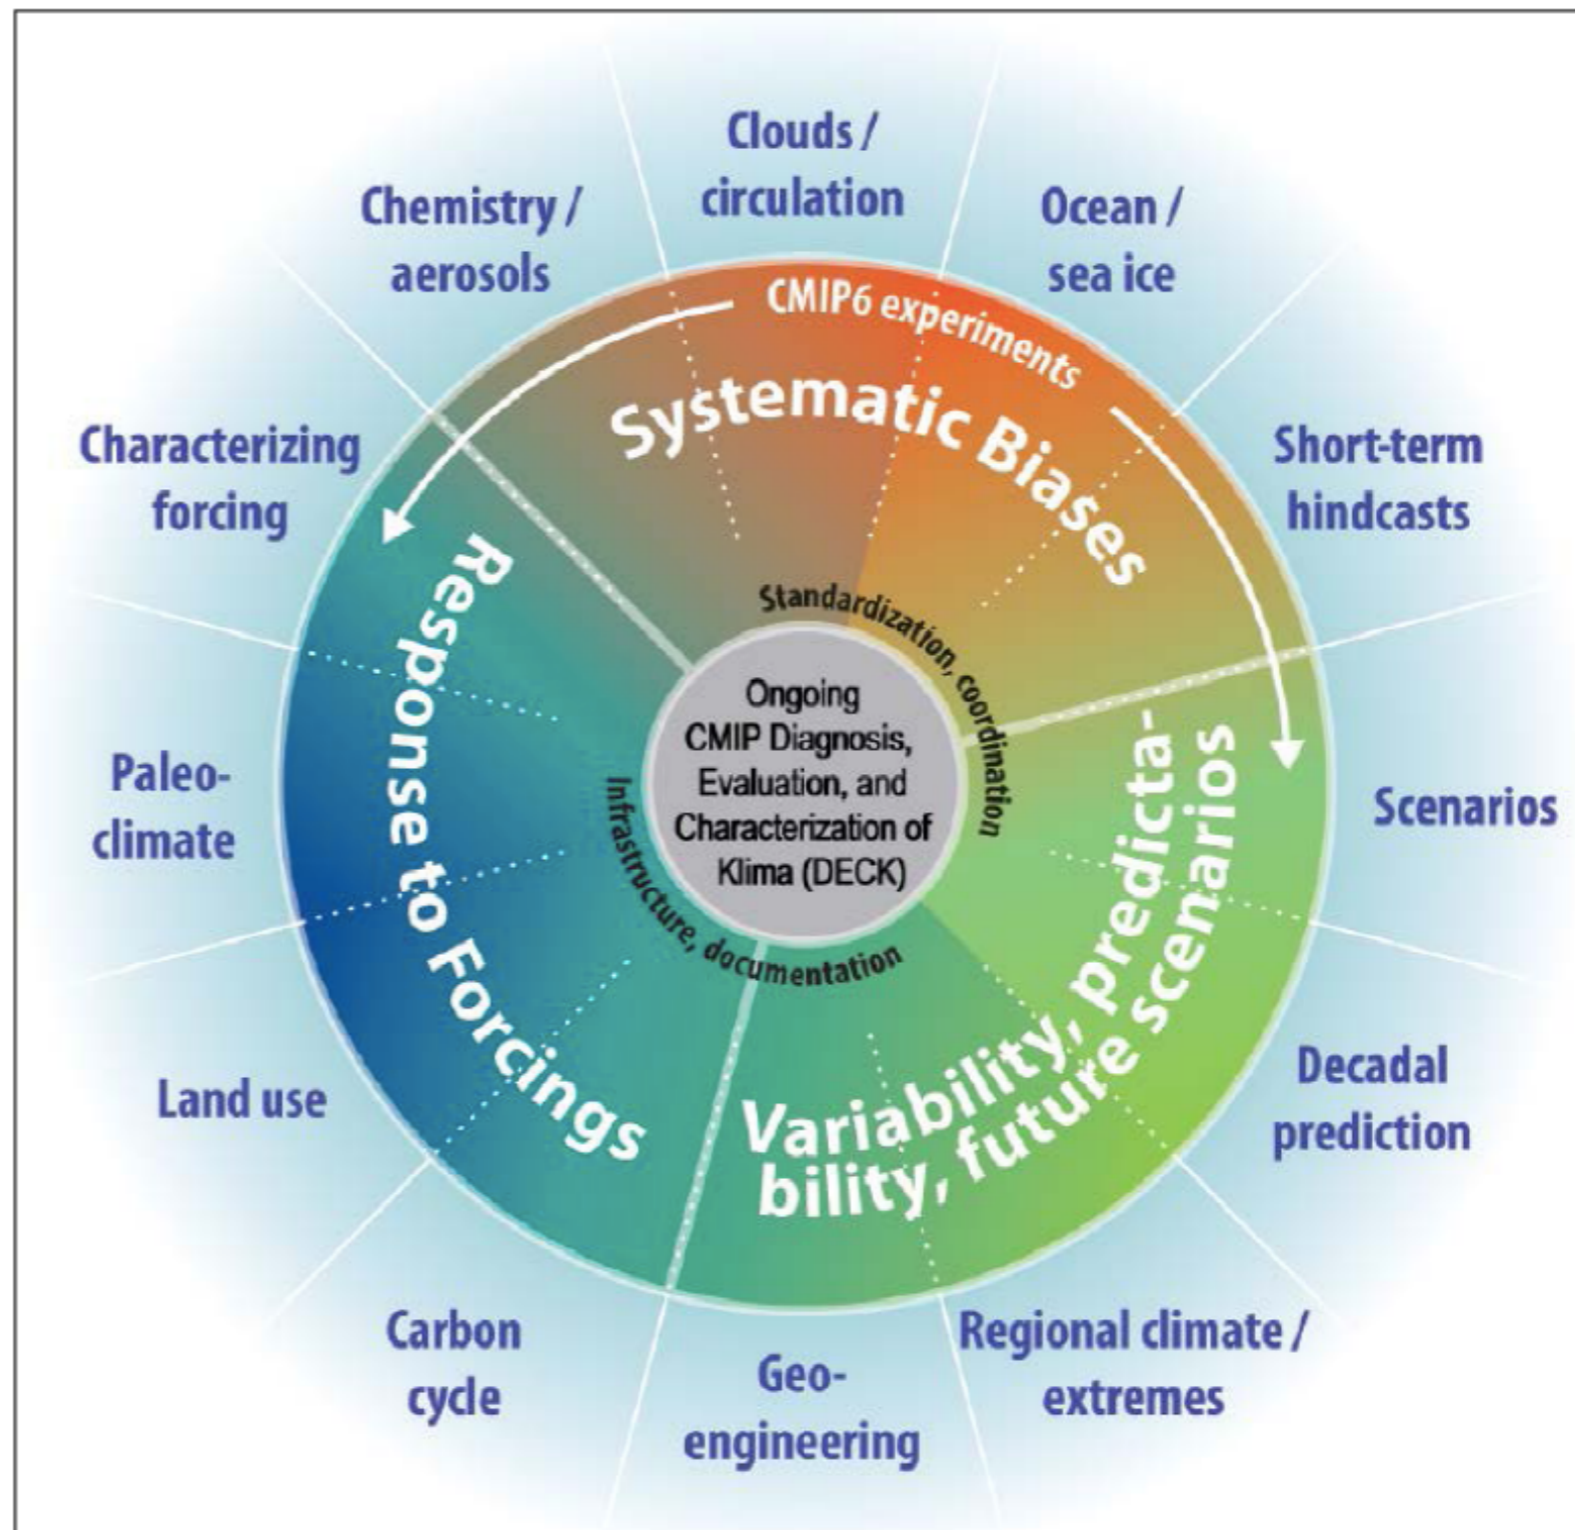 Clouds /
circulation
Ocean /
sea ice
Short-term
hindcasts
Scenarios
Decadal
prediction
Regional climate /
extremes
Geo-
engineering
Carbon
cycle
Land use
Paleo-
climate
Characterizing
forcing
Chemistry /
aerosols
CMIP6 experiments
Systematic Biases
Variability, predicta-
bility, future scenarios
Response to Forcings
Standardization, coordination
Infrastructure, documentation
Ongoing
CMIP Diagnosis,
Evaluation, and
Characterization of
Klima (DECK)